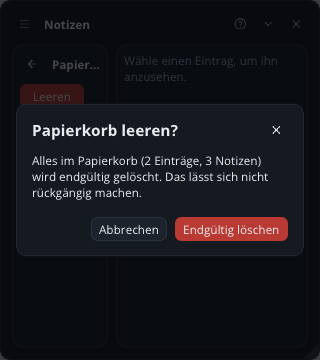 Notizen
Papier...
Leeren
Wähle einen Eintrag, um ihn
anzusehen.
Papierkorb leeren?
Alles im Papierkorb (2 Einträge, 3 Notizen)
wird endgültig gelöscht. Das lässt sich nicht
rückgängig machen.
Abbrechen
Endgültig löschen